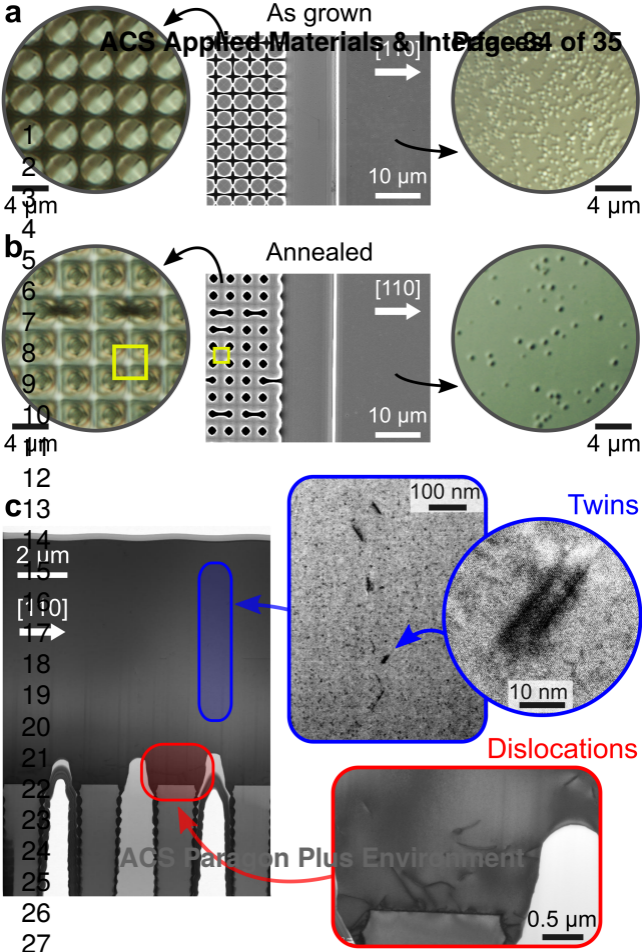 a
As grown
ACS Applied Materials & Interfaces
Page 34 of 35
[110]
10 µm
4 µm
4 µm
1
2
3
4
b
5
Annealed
6
[110]
7
8
9
10
10 µm
4 µm
4 µm
11
12
c
13
100 nm
Twins
14
2 µm
15
16
[110]
17
18
19
10 nm
20
Dislocations
21
22
23
24
ACS Paragon Plus Environment
25
0.5 µm
26
27